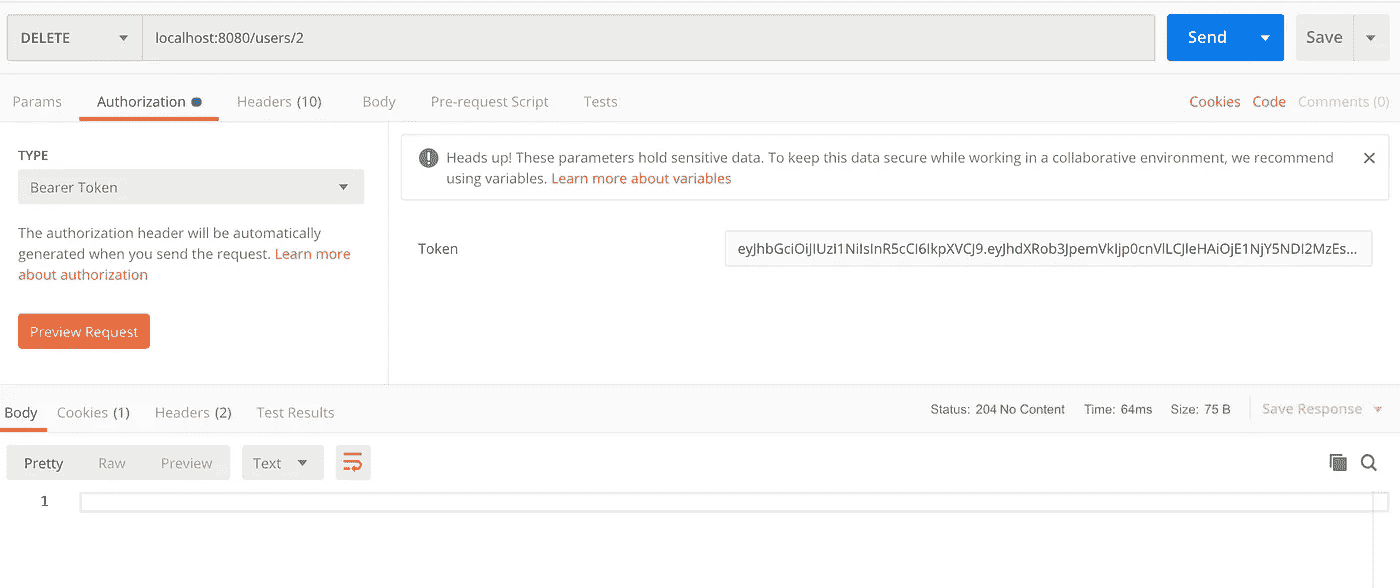 DELETE
localhost:8080/users/2
Send
Save
Params
Authorization
Headers (10)
Body
Pre-request Script
Tests
Cookies
Code
Comments (0)
TYPE
Bearer Token
The authorization header will be automatically
generated when you send the request. Learn more
about authorization
Preview Request
Heads up! These parameters hold sensitive data. To keep this data secure while working in a collaborative environment, we recommend
using variables. Learn more about variables
Token
eyJhbGciOiJIUzI1NiIsInR5cCI6IkpXVCJ9.eyJhdXRob3JpemVkIjp0cnVlLCJleHAiOjE1NjY5NDI2MzEs...
Body
Cookies (1)
Headers (2)
Test Results
Status: 204 No Content
Time: 64ms
Size: 75 B
Save Response
Pretty
Raw
Preview
Text
1